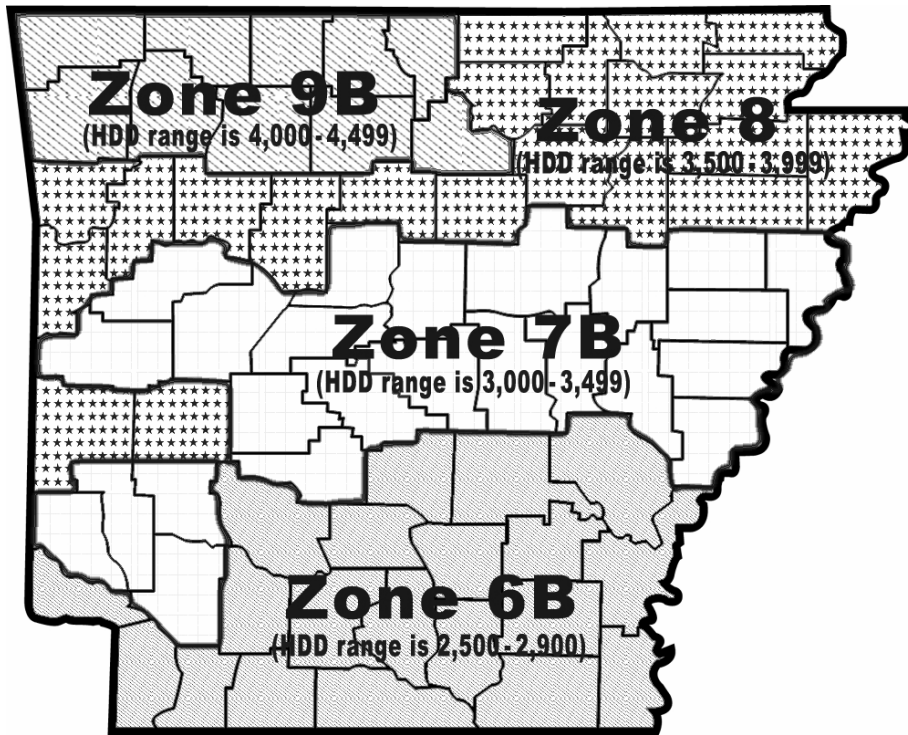 Zone 9B
(HDD range is 4,000-4,499)
Zone 8
(HDD range is 3,500-3,999)
Zone 7B
(HDD range is 3,000-3,499)
Zone 6B
(HDD range is 2,500-2,900)